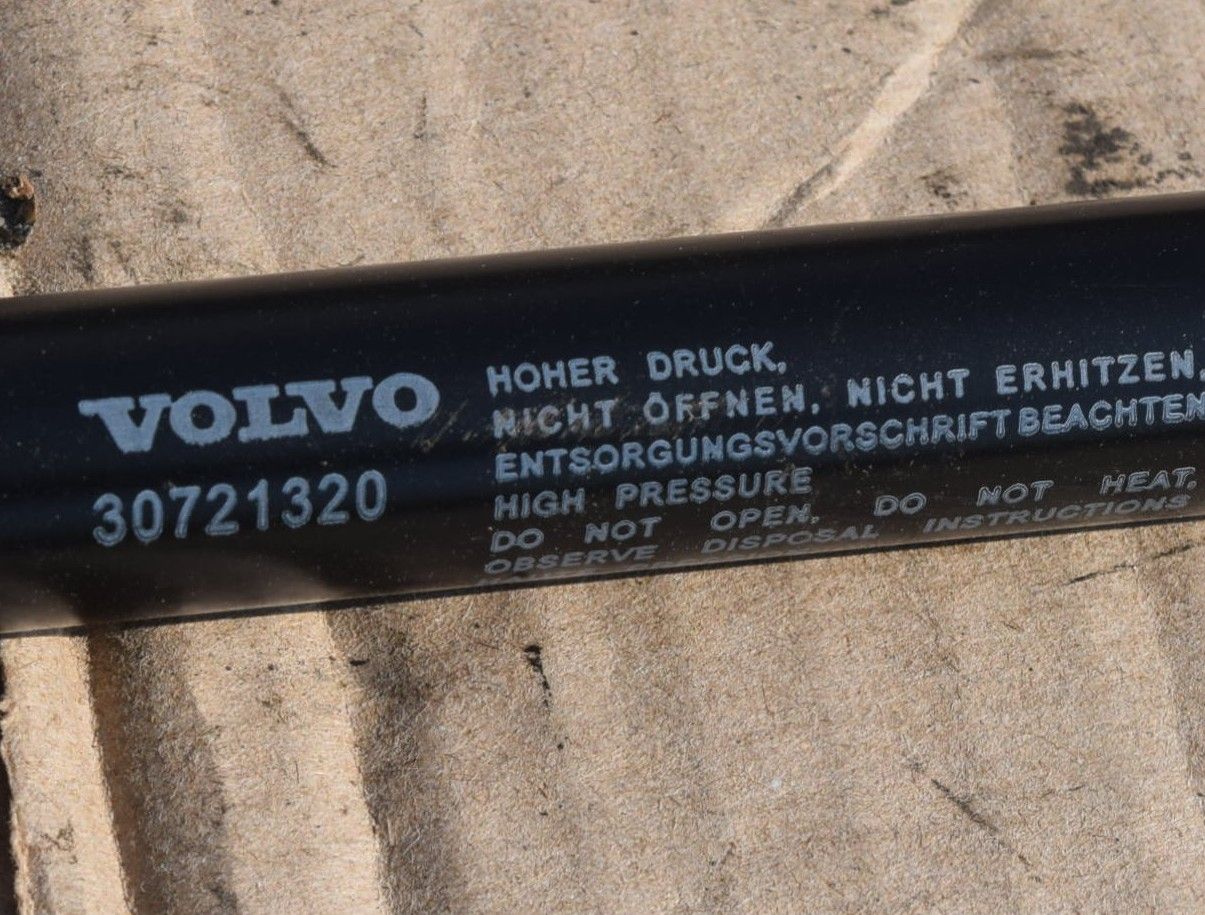 VOLVO
30721320
HOHER DRUCK,
NICHT ÖFFNEN, NICHT ERHITZEN,
ENTSORGUNGSVORSCHRIFT BEACHTEN
HIGH PRESSURE
DO NOT OPEN, DO NOT HEAT,
OBSERVE DISPOSAL INSTRUCTIONS